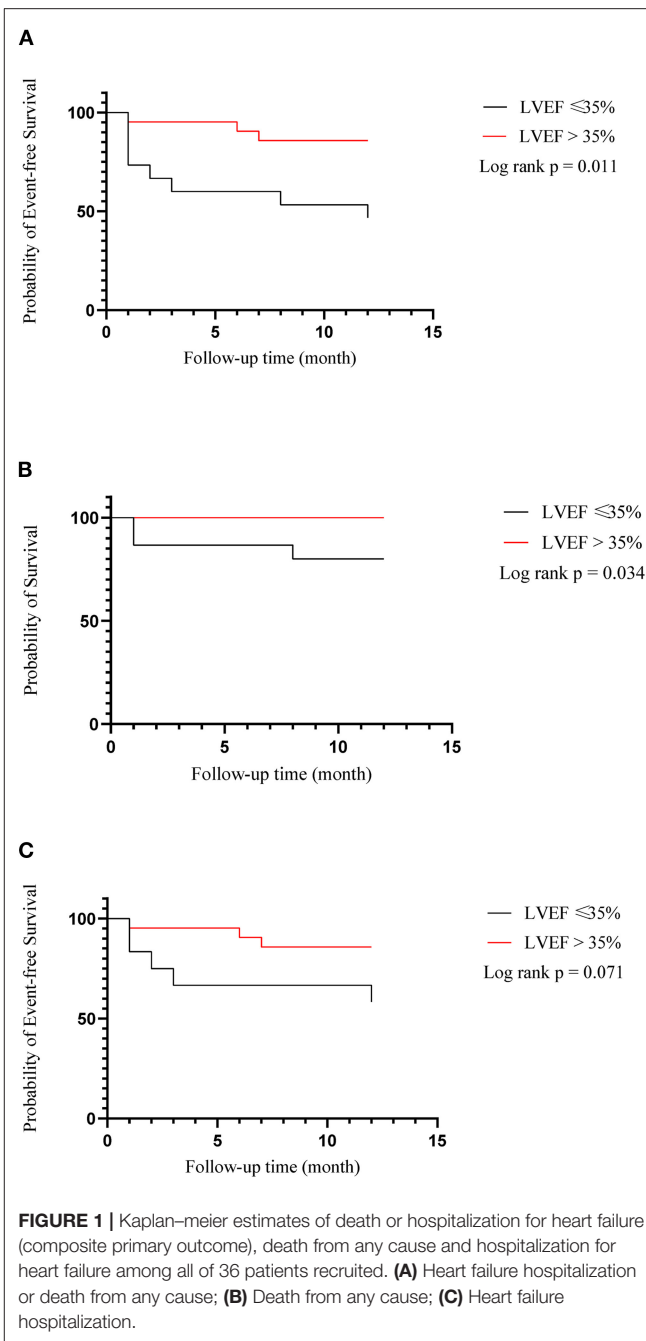 A
Probability of Event-free Survival
100
50
0
0 5 10 15
Follow-up time (month)
LVEF ⩽35%
LVEF > 35%
Log rank p = 0.011
B
Probability of Survival
100
50
0
0 5 10 15
Follow-up time (month)
LVEF ⩽35%
LVEF > 35%
Log rank p = 0.034
C
Probability of Event-free Survival
100
50
0
0 5 10 15
Follow-up time (month)
LVEF ⩽35%
LVEF > 35%
Log rank p = 0.071
FIGURE 1 | Kaplan–meier estimates of death or hospitalization for heart failure
(composite primary outcome), death from any cause and hospitalization for
heart failure among all of 36 patients recruited. (A) Heart failure hospitalization
or death from any cause; (B) Death from any cause; (C) Heart failure
hospitalization.